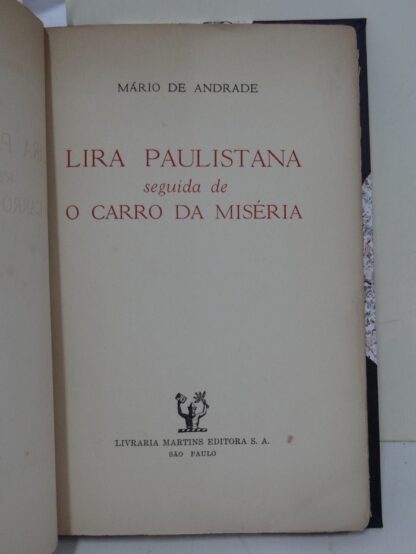 MÁRIO DE ANDRADE
LIRA PAULISTANA
seguida de
O CARRO DA MISÉRIA
LIVRARIA MARTINS EDITORA S. A.
SÃO PAULO